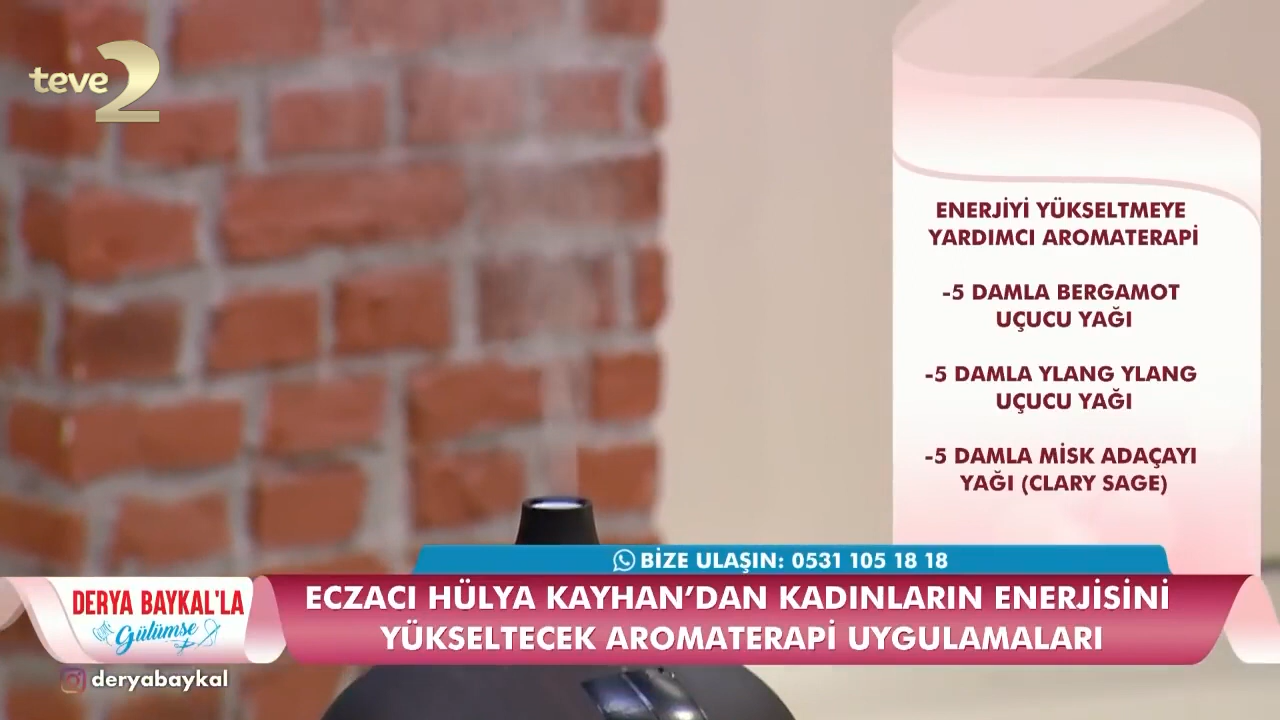 teve2
ENERJİYİ YÜKSELTMEYE
YARDIMCI AROMATERAPİ
-5 DAMLA BERGAMOT
UÇUCU YAĞI
-5 DAMLA YLANG YLANG
UÇUCU YAĞI
-5 DAMLA MİSK ADAÇAYI
YAĞI (CLARY SAGE)
BİZE ULAŞIN: 0531 105 18 18
DERYA BAYKAL'LA
Gülümse
ECZACI HÜLYA KAYHAN’DAN KADINLARIN ENERJİSİNİ
YÜKSELTECEK AROMATERAPİ UYGULAMALARI
deryabaykal